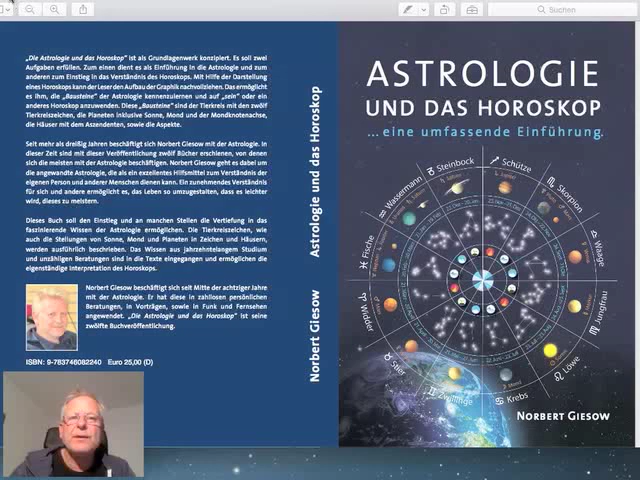 Suchen
„Die Astrologie und das Horoskop" ist als Grundlagenwerk konzipiert. Es soll zwei
Aufgaben erfüllen. Zum einen dient es als Einführung in die Astrologie und zum
anderen zum Einstieg in das Verständnis des Horoskops. Mit Hilfe der Darstellung
eines Horoskops kann der Leser den Aufbau der Graphik nachvollziehen. Das ermöglicht
es ihm, die „Bausteine" der Astrologie kennenzulernen und auf „sein" oder ein
anderes Horoskop anzuwenden. Diese „Bausteine" sind der Tierkreis mit den zwölf
Tierkreiszeichen, die Planeten inklusive Sonne, Mond und der Mondknotenachse,
die Häuser mit dem Aszendenten, sowie die Aspekte.
Seit mehr als dreißig Jahren beschäftigt sich Norbert Giesow mit der Astrologie. In
dieser Zeit sind mit dieser Veröffentlichung zwölf Bücher erschienen, von denen
sich die meisten mit der Astrologie beschäftigen. Norbert Giesow geht es dabei um
die angewandte Astrologie, die als ein exzellentes Hilfsmittel zum Verständnis der
eigenen Person und anderer Menschen dienen kann. Ein zunehmendes Verständnis
für sich und andere ermöglicht es, das Leben so umzugestalten, dass es leichter
wird, dieses zu meistern.
Dieses Buch soll den Einstieg und an manchen Stellen die Vertiefung in das
faszinierende Wissen der Astrologie ermöglichen. Die Tierkreiszeichen, wie
auch die Stellungen von Sonne, Mond und Planeten in Zeichen und Häusern,
werden ausführlich beschrieben. Das Wissen aus jahrzehntelangem Studium
und unzähligen Beratungen sind in die Texte eingegangen und ermöglichen die
eigenständige Interpretation des Horoskops.
Norbert Giesow beschäftigt sich seit Mitte der achtziger Jahre
mit der Astrologie. Er hat diese in zahllosen persönlichen
Beratungen, in Vorträgen, sowie in Funk und Fernsehen
angewendet. „Die Astrologie und das Horoskop" ist seine
zwölfte Buchveröffentlichung.
ISBN: 9-783746082240 Euro 25,00 (D)
Norbert Giesow Astrologie und das Horoskop
ASTROLOGIE
UND DAS HOROSKOP
...eine umfassende Einführung.
Steinbock
Schütze
Skorpion
Waage
Jungfrau
Löwe
Krebs
Zwillinge
Stier
Widder
Fische
Wassermann
NORBERT GIESOW